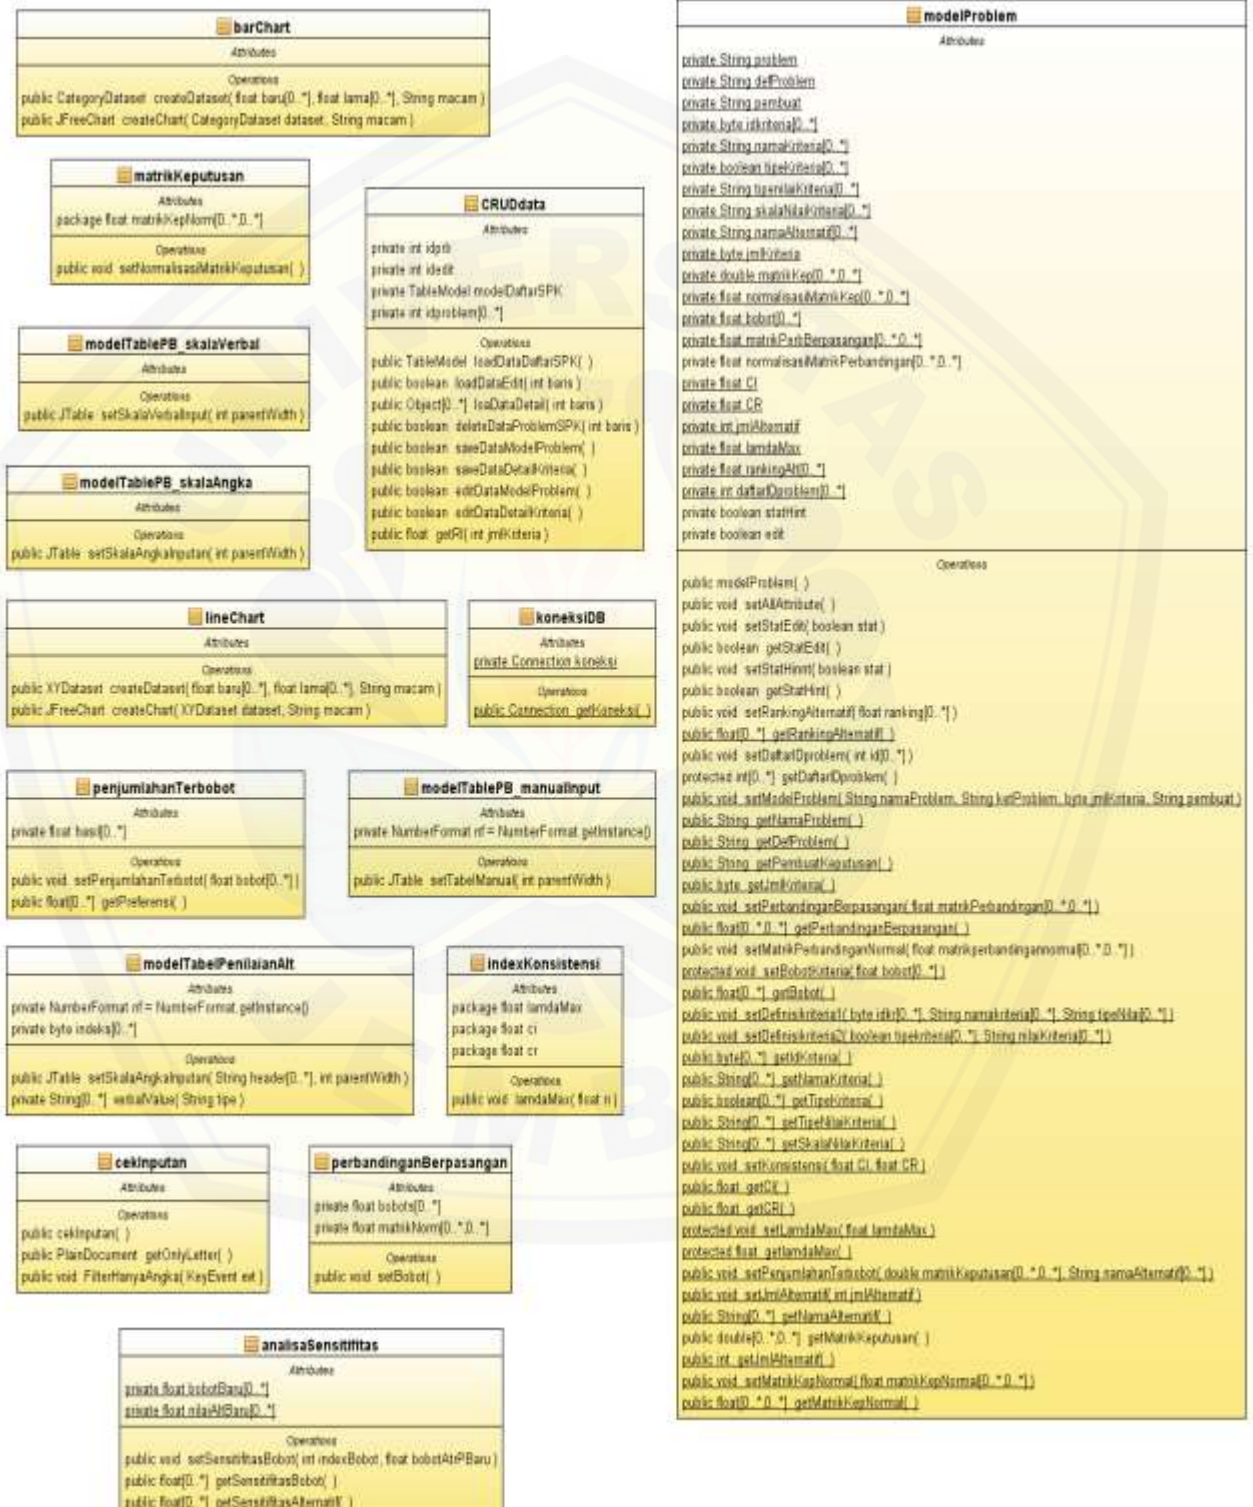 barChart
Attributes
Operations
public CategoryDataset createDataset( float baru[0..*], float lama[0..*], String macam )
public JFreeChart createChart( CategoryDataset dataset, String macam )
matrikKeputusan
Attributes
package float matrikKepNorm[0..*,0..*]
Operations
public void setNormalisasiMatrikKeputusan( )
modelTablePB_skalaVerbal
Attributes
Operations
public JTable setSkalaVerbalInput( int parentWidth )
modelTablePB_skalaAngka
Attributes
Operations
public JTable setSkalaAngkaInputan( int parentWidth )
CRUDdata
Attributes
private int idprb
private int idedit
private TableModel modelDaftarSPK
private int idproblem[0..*]
Operations
public TableModel loadDataDaftarSPK( )
public boolean loadDataEdit( int baris )
public Object[0..*] loaDataDetail( int baris )
public boolean deleteDataProblemSPK( int baris )
public boolean saveDataModelProblem( )
public boolean saveDataDetailKriteria( )
public boolean editDataModelProblem( )
public boolean editDataDetailKriteria( )
public float getRI( int jmlKriteria )
lineChart
Attributes
Operations
public XYDataset createDataset( float baru[0..*], float lama[0..*], String macam )
public JFreeChart createChart( XYDataset dataset, String macam )
koneksiDB
Attributes
private Connection koneksi
Operations
public Connection getKoneksi( )
penjumlahanTerbobot
Attributes
private float hasil[0..*]
Operations
public void setPenjumlahanTerbotot( float bobot[0..*] )
public float[0..*] getPreferensi( )
modelTablePB_manualInput
Attributes
private NumberFormat nf = NumberFormat.getInstance()
Operations
public JTable setTabelManual( int parentWidth )
modelTabelPenilaianAlt
Attributes
private NumberFormat nf = NumberFormat.getInstance()
private byte indeks[0..*]
Operations
public JTable setSkalaAngkaInputan( String header[0..*], int parentWidth )
private String[0..*] verbalValue( String tipe )
indexKonsistensi
Attributes
package float lamdaMax
package float ci
package float cr
Operations
public void lamdaMax( float ri )
cekInputan
Attributes
Operations
public cekInputan( )
public PlainDocument getOnlyLetter( )
public void FilterHanyaAngka( KeyEvent evt )
perbandinganBerpasangan
Attributes
private float bobots[0..*]
private float matrikNorm[0..*,0..*]
Operations
public void setBobot( )
analisaSensitifitas
Attributes
private float bobotBaru[0..*]
private float nilaiAltBaru[0..*]
Operations
public void setSensitifitasBobot( int indexBobot, float bobotAtrPBaru )
public float[0..*] getSensitifitasBobot( )
public float[0..*] getSensitifitasAlternatif( )
modelProblem
Attributes
private String problem
private String defProblem
private String pembuat
private byte idkriteria[0..*]
private String namaKriteria[0..*]
private boolean tipeKriteria[0..*]
private String tipenilaiKriteria[0..*]
private String skalaNilaiKriteria[0..*]
private String namaAlternatif[0..*]
private byte jmlKriteria
private double matrikKep[0..*,0..*]
private float normalisasiMatrikKep[0..*,0..*]
private float bobot[0..*]
private float matrikPerbBerpasangan[0..*,0..*]
private float normalisasiMatrikPerbandingan[0..*,0..*]
private float CI
private float CR
private int jmlAlternatif
private float lamdaMax
private float rankingAlt[0..*]
private int daftarIDproblem[0..*]
private boolean statHint
private boolean edit
Operations
public modelProblem( )
public void setAllAttribute( )
public void setStatEdit( boolean stat )
public boolean getStatEdit( )
public void setStatHinnt( boolean stat )
public boolean getStatHint( )
public void setRankingAlternatif( float ranking[0..*] )
public float[0..*] getRankingAlternatif( )
public void setDaftarIDproblem( int id[0..*] )
protected int[0..*] getDaftarIDproblem( )
public void setModelProblem( String namaProblem, String ketProblem, byte jmlKriteria, String pembuat )
public String getNamaProblem( )
public String getDefProblem( )
public String getPembuatKeputusan( )
public byte getJmlKriteria( )
public void setPerbandinganBerpasangan( float matrikPerbandingan[0..*,0..*] )
public float[0..*,0..*] getPerbandinganBerpasangan( )
public void setMatrikPerbandinganNormal( float matrikperbandingannormal[0..*,0..*] )
protected void setBobotKriteria( float bobot[0..*] )
public float[0..*] getBobot( )
public void setDefinisikriteria1( byte idkr[0..*], String namakriteria[0..*], String tipeNilai[0..*] )
public void setDefinisikriteria2( boolean tipekriteria[0..*], String nilaiKriteria[0..*] )
public byte[0..*] getIdKriteria( )
public String[0..*] getNamaKriteria( )
public boolean[0..*] getTipeKriteria( )
public String[0..*] getTipeNilaiKriteria( )
public String[0..*] getSkalaNilaiKriteria( )
public void setKonsistensi( float CI, float CR )
public float getCI( )
public float getCR( )
protected void setLamdaMax( float lamdaMax )
protected float getlamdaMax( )
public void setPenjumlahanTerbobot( double matrikKeputusan[0..*,0..*], String namaAlternatif[0..*] )
public void setJmlAlternatif( int jmlAlternatif )
public String[0..*] getNamaAlternatif( )
public double[0..*,0..*] getMatrikKeputusan( )
public int getJmlAlternatif( )
public void setMatrikKepNormal( float matrikKepNormal[0..*,0..*] )
public float[0..*,0..*] getMatrikKepNormal( )